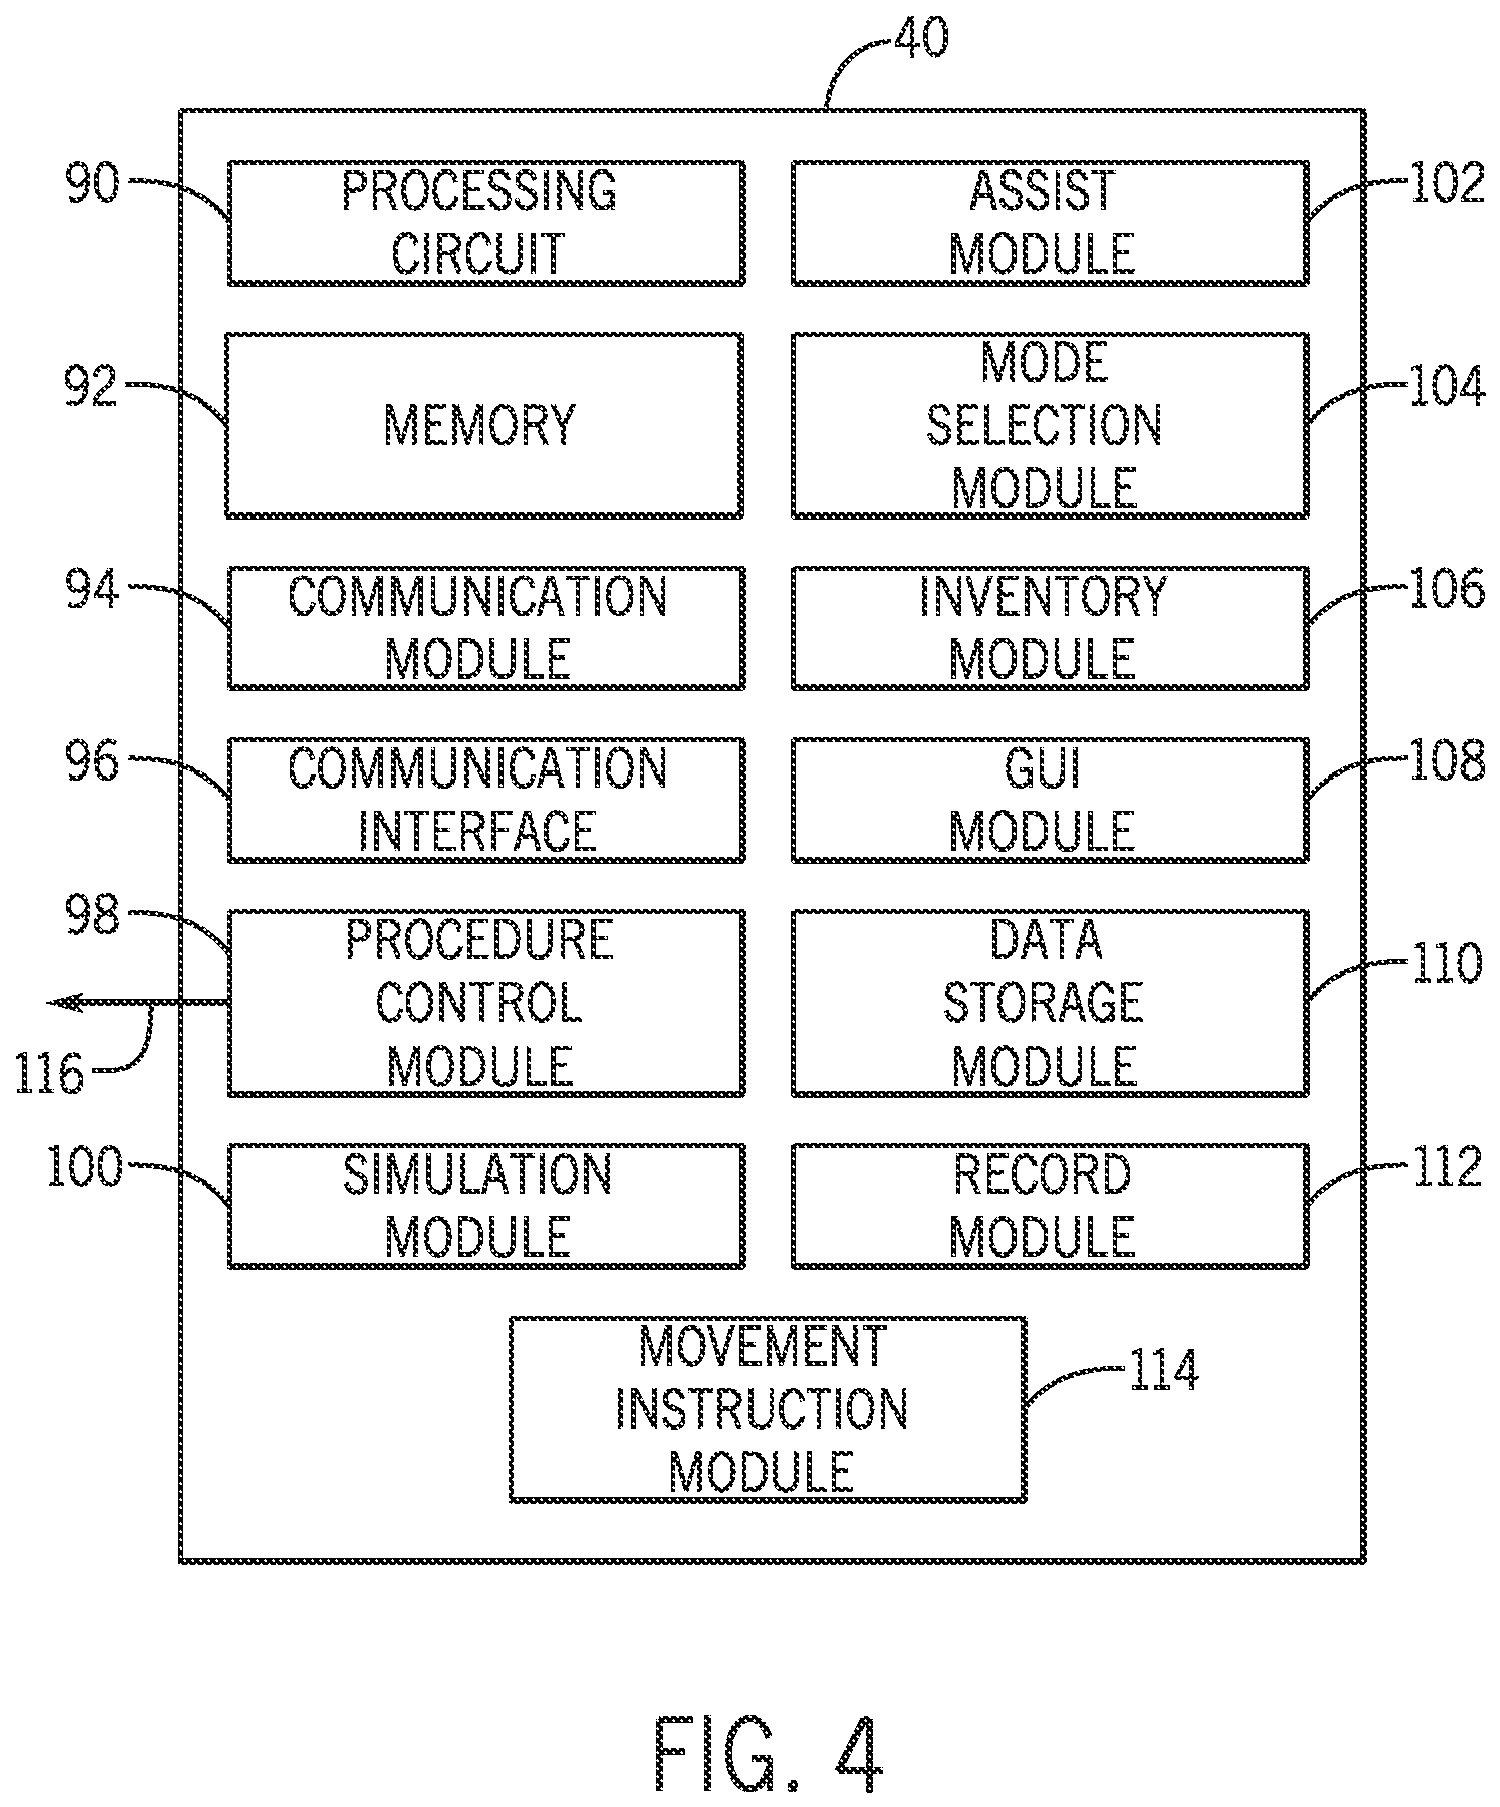 40
90
PROCESSING
CIRCUIT
ASSIST
MODULE
102
92
MEMORY
MODE
SELECTION
MODULE
104
94
COMMUNICATION
MODULE
INVENTORY
MODULE
106
96
COMMUNICATION
INTERFACE
GUI
MODULE
108
98
PROCEDURE
CONTROL
MODULE
116
DATA
STORAGE
MODULE
110
100
SIMULATION
MODULE
RECORD
MODULE
112
MOVEMENT
INSTRUCTION
MODULE
114
FIG. 4